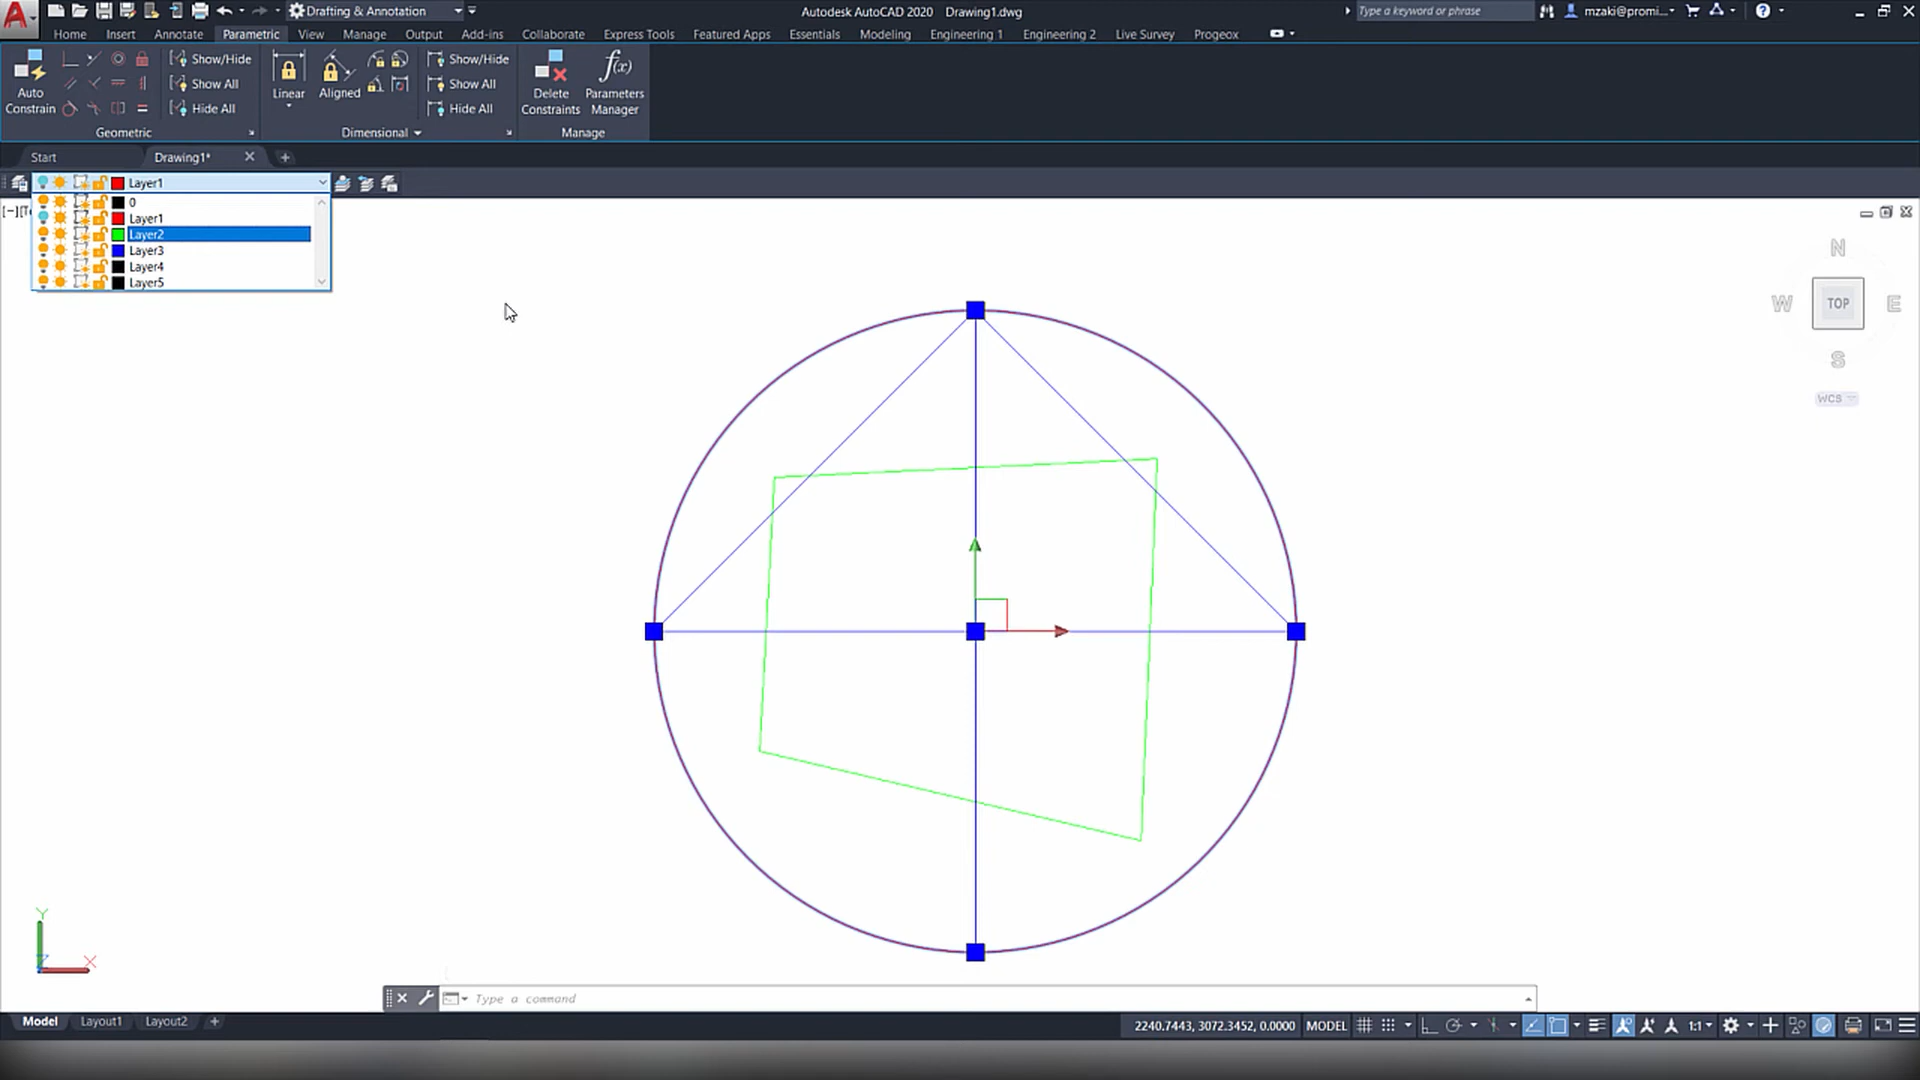 Drafting & Annotation
Autodesk AutoCAD 2020 Drawing1.dwg
Type a keyword or phrase
mzaki@promi...
Home Insert Annotate Parametric View Manage Output Add-ins Collaborate Express Tools Featured Apps Essentials Modeling Engineering 1 Engineering 2 Live Survey Progeox
Auto
Constrain
Show/Hide
Show All
Hide All
Geometric
Linear
Aligned
Show/Hide
Show All
Hide All
Dimensional
Delete
Constraints
f(x)
Parameters
Manager
Manage
Start
Drawing1*
Layer1
0
Layer1
Layer2
Layer3
Layer4
Layer5
N
W
TOP
E
S
WCS
Y
X
Type a command
Model Layout1 Layout2
2240.7443, 3072.3452, 0.0000 MODEL
1:1